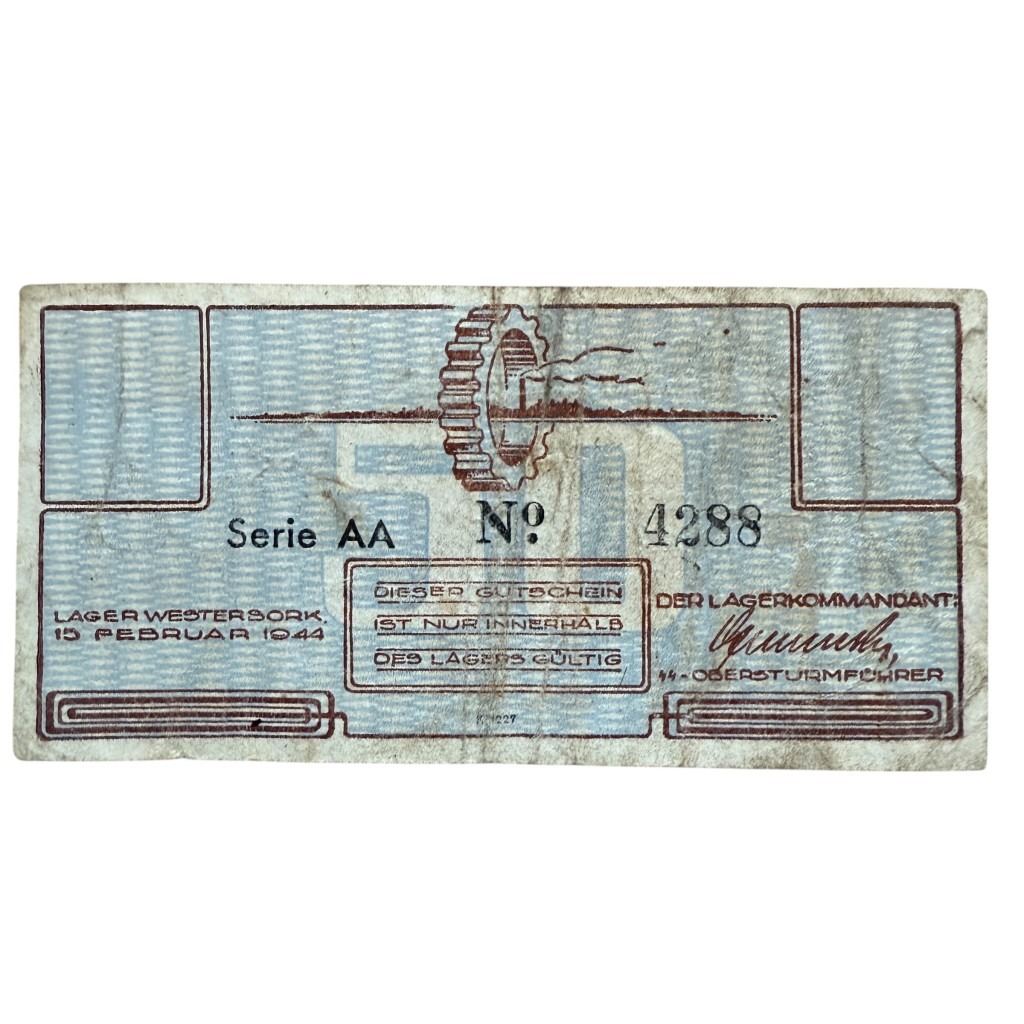 50
Serie AA Nº 4288
LAGER WESTERBORK.
15 FEBRUAR 1944
DIESER GUTSCHEIN
IST NUR INNERHALB
DES LAGERS GÜLTIG
DER LAGERKOMMANDANT:
SS-OBERSTURMFÜHRER